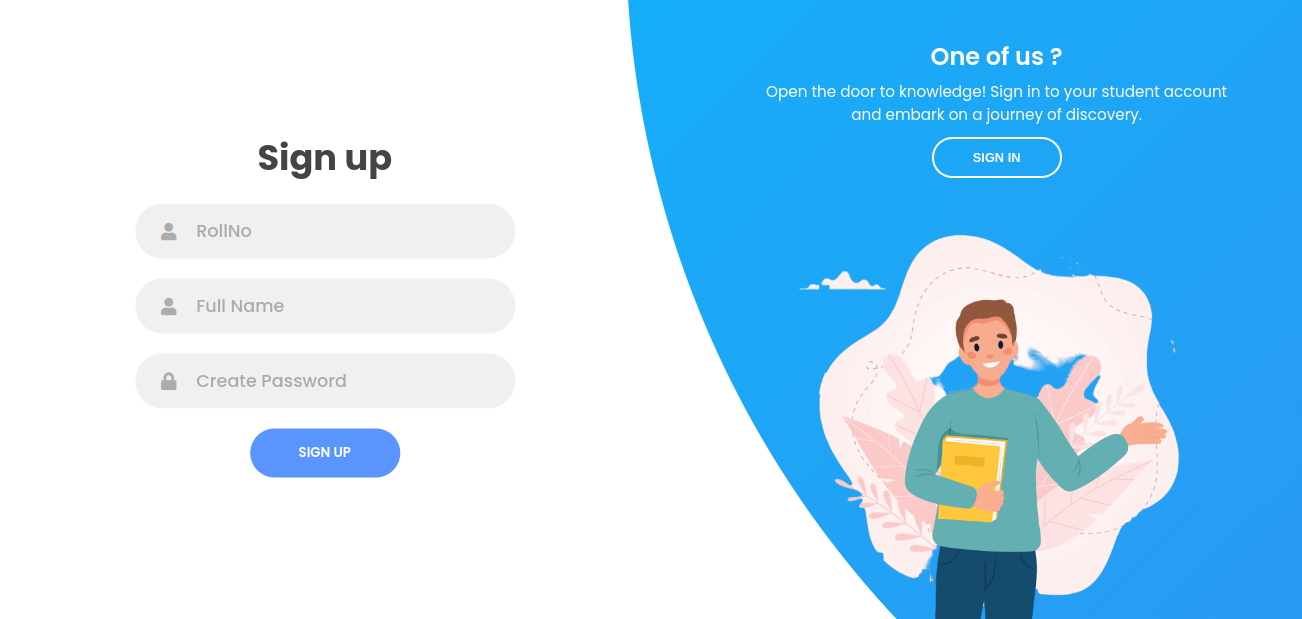 Sign up
RollNo
Full Name
Create Password
SIGN UP
One of us ?
Open the door to knowledge! Sign in to your student account
and embark on a journey of discovery.
SIGN IN